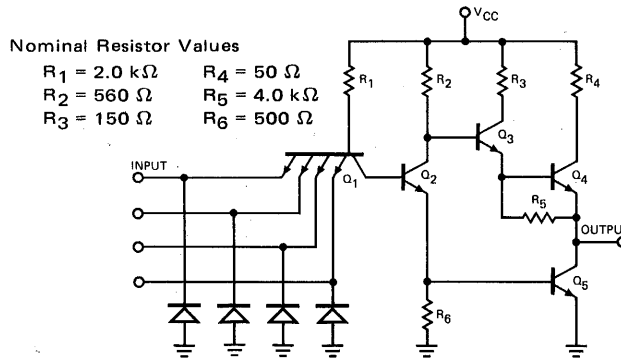 Nominal Resistor Values
R1 = 2.0 kΩ R4 = 50 Ω
R2 = 560 Ω R5 = 4.0 kΩ
R3 = 150 Ω R6 = 500 Ω
VCC
R1
R2
R3
R4
INPUT
Q1
Q2
Q3
Q4
R5
OUTPUT
Q5
R6